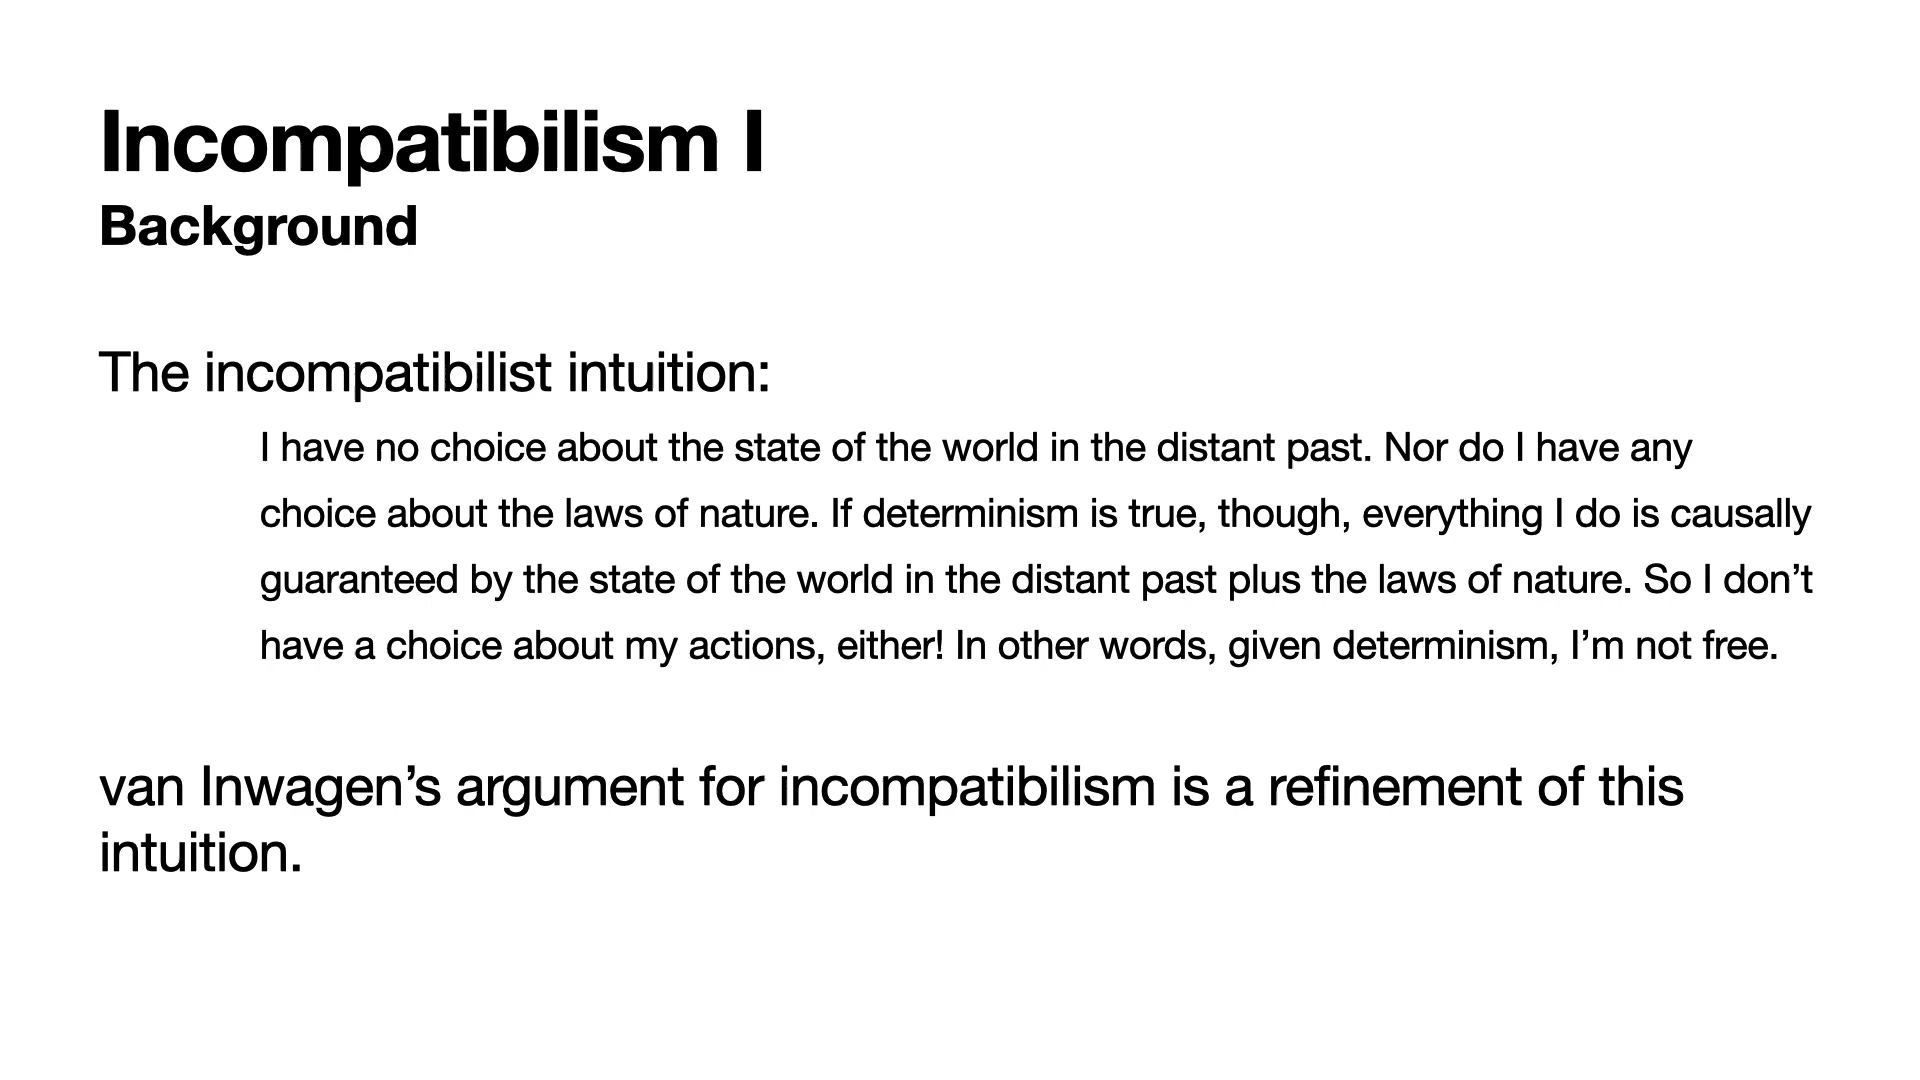 Incompatibilism I
Background
The incompatibilist intuition:
I have no choice about the state of the world in the distant past. Nor do I have any
choice about the laws of nature. If determinism is true, though, everything I do is causally
guaranteed by the state of the world in the distant past plus the laws of nature. So I don’t
have a choice about my actions, either! In other words, given determinism, I’m not free.
van Inwagen’s argument for incompatibilism is a refinement of this
intuition.